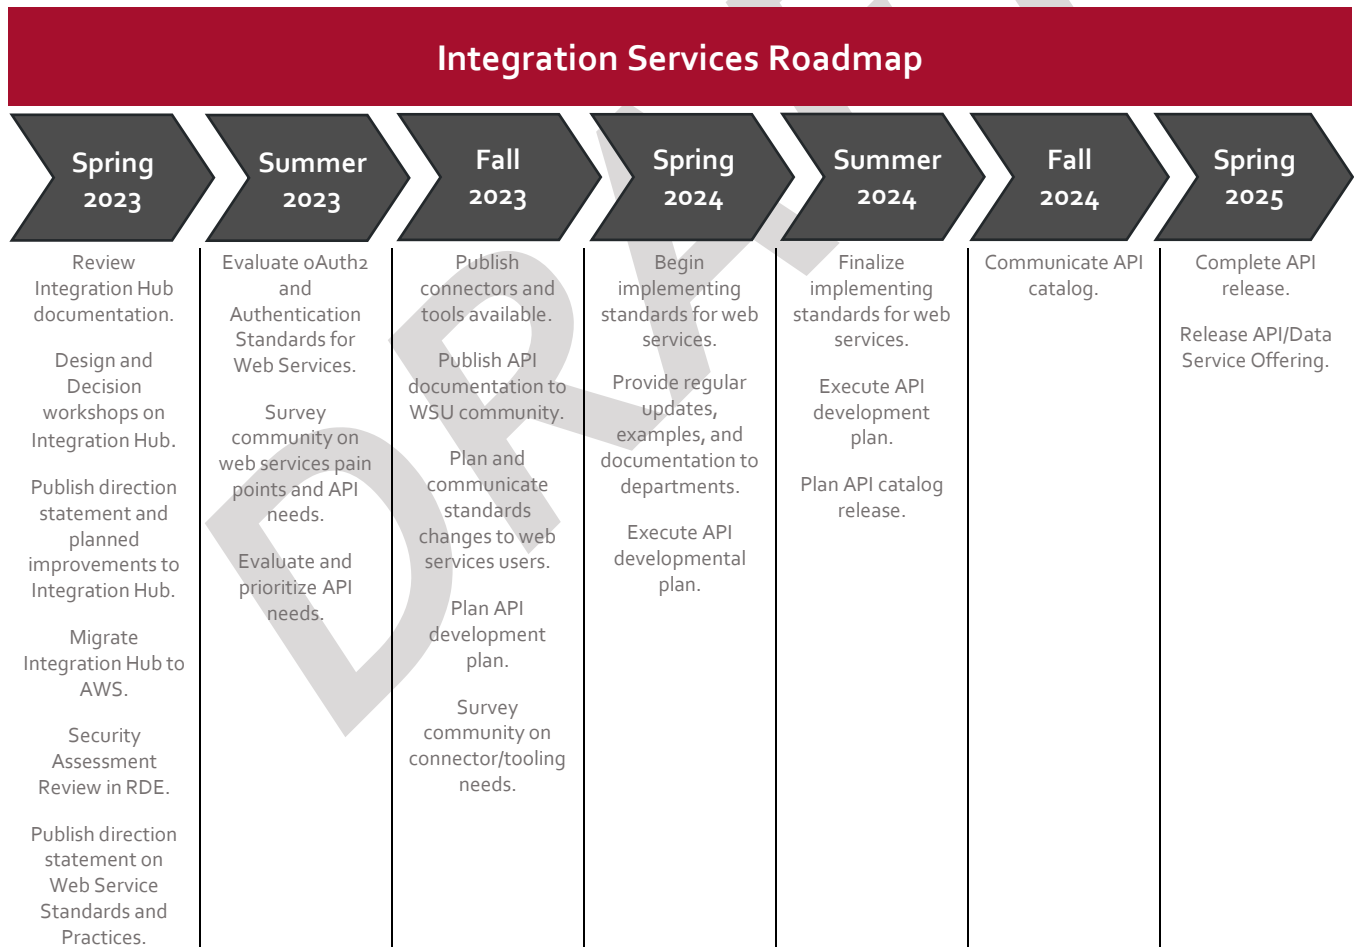 Integration Services Roadmap
Spring
2023
Summer
2023
Fall
2023
Spring
2024
Summer
2024
Fall
2024
Spring
2025
Review
Integration Hub
documentation.
Design and
Decision
workshops on
Integration Hub.
Publish direction
statement and
planned
improvements to
Integration Hub.
Migrate
Integration Hub to
AWS.
Security
Assessment
Review in RDE.
Publish direction
statement on
Web Service
Standards and
Practices.
Evaluate oAuth2
and
Authentication
Standards for
Web Services.
Survey
community on
web services pain
points and API
needs.
Evaluate and
prioritize API
needs.
Publish
connectors and
tools available.
Publish API
documentation to
WSU community.
Plan and
communicate
standards
changes to web
services users.
Plan API
development
plan.
Survey
community on
connector/tooling
needs.
Begin
implementing
standards for web
services.
Provide regular
updates,
examples, and
documentation to
departments.
Execute API
developmental
plan.
Finalize
implementing
standards for web
services.
Execute API
development
plan.
Plan API catalog
release.
Communicate API
catalog.
Complete API
release.
Release API/Data
Service Offering.
DRAFT